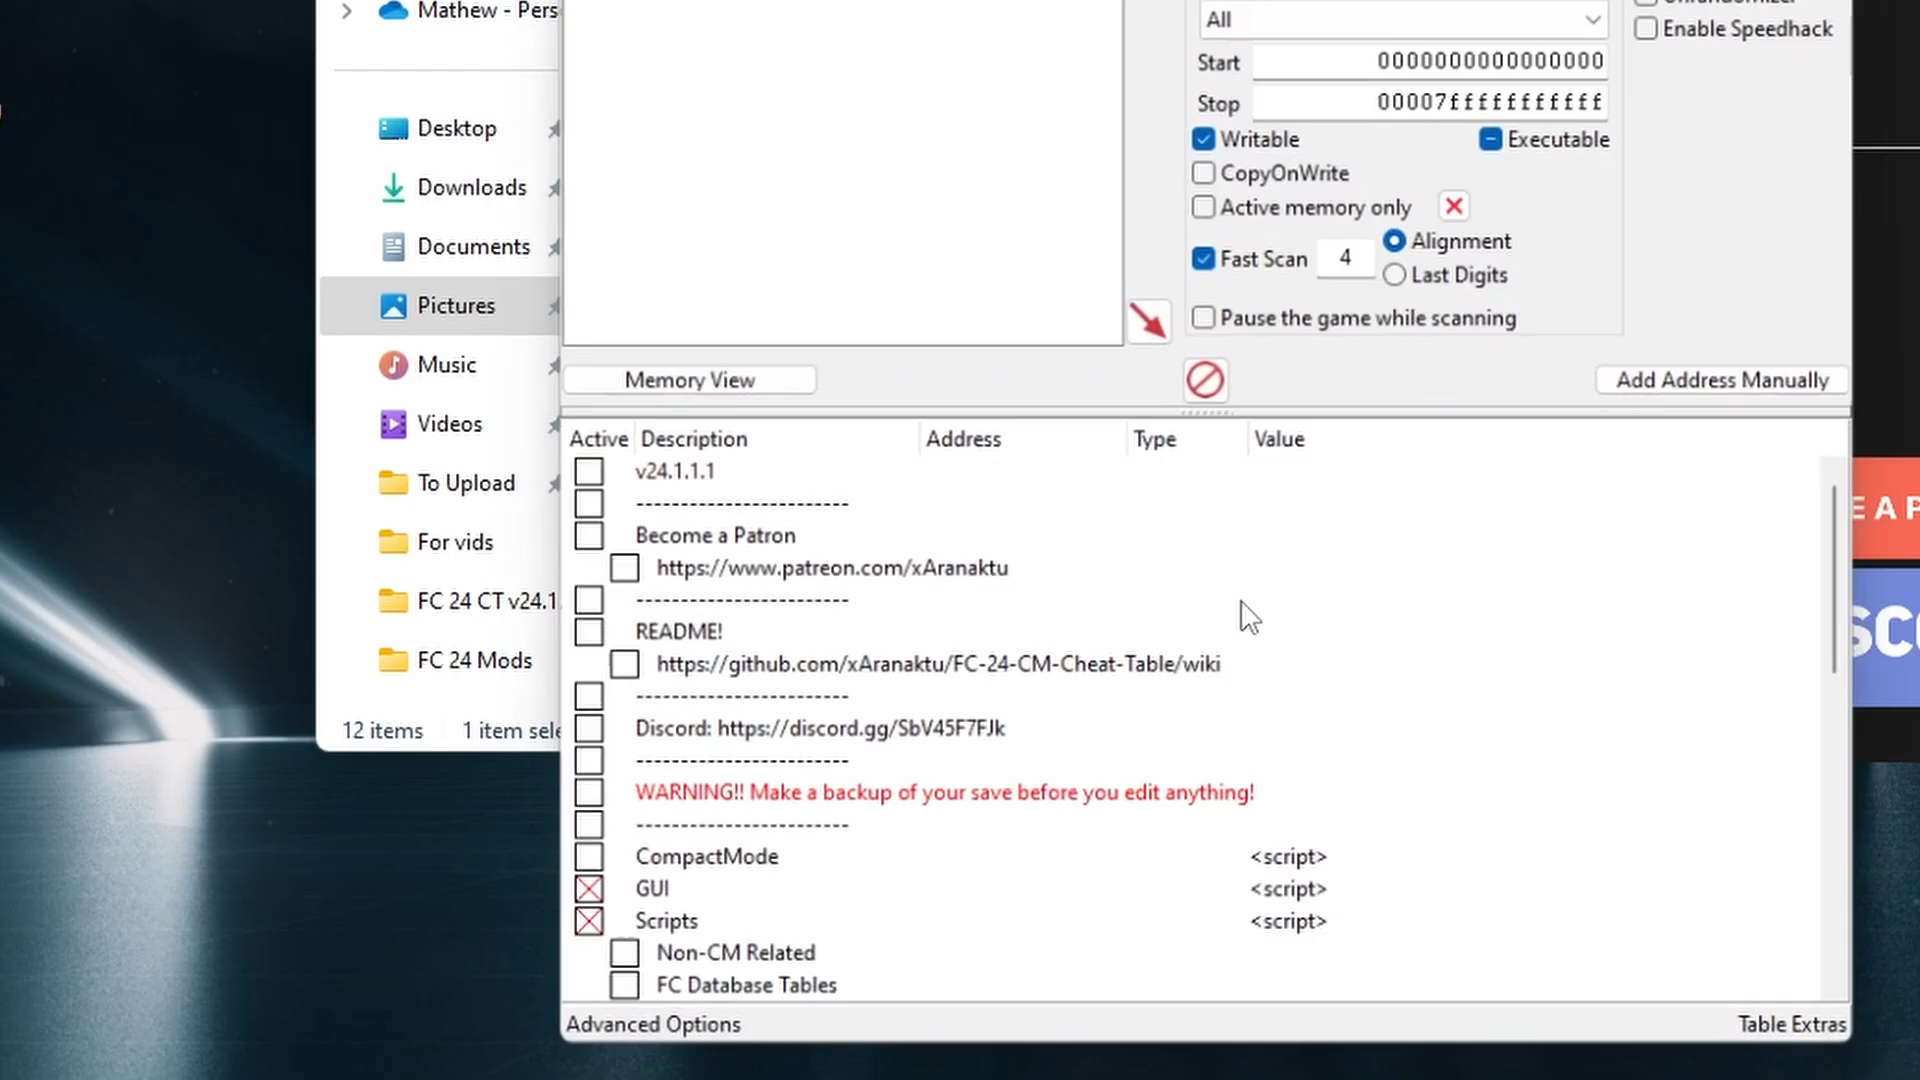 Mathew - Pers
Desktop
Downloads
Documents
Pictures
Music
Videos
To Upload
For vids
FC 24 CT v24.1
FC 24 Mods
12 items 1 item sele
All
Enable Speedhack
Start 0000000000000000
Stop 00007fffffffffff
Writable Executable
CopyOnWrite
Active memory only
Fast Scan 4 Alignment
Last Digits
Pause the game while scanning
Memory View Add Address Manually
Active Description Address Type Value
v24.1.1.1
------------------------
Become a Patron
https://www.patreon.com/xAranaktu
------------------------
README!
https://github.com/xAranaktu/FC-24-CM-Cheat-Table/wiki
------------------------
Discord: https://discord.gg/SbV45F7FJk
------------------------
WARNING!! Make a backup of your save before you edit anything!
------------------------
CompactMode <script>
GUI <script>
Scripts <script>
Non-CM Related
FC Database Tables
Advanced Options Table Extras
EAP
SCO